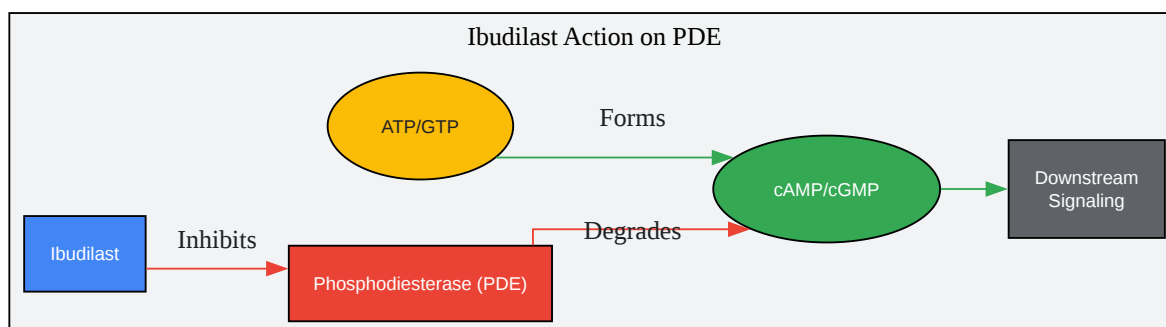 Ibudilast Action on PDE
ATP/GTP
Forms
cAMP/cGMP
Downstream
Signaling
Ibudilast
Inhibits
Phosphodiesterase (PDE)
Degrades